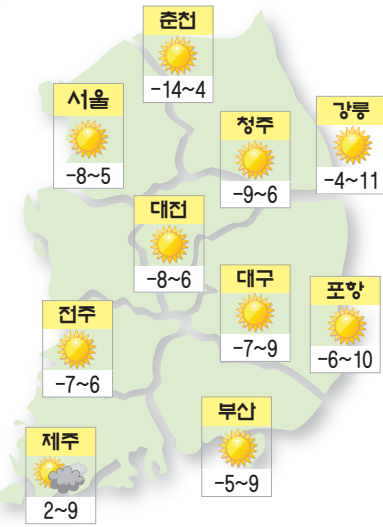 춘천
-14~4
서울
-8~5
청주
-9~6
강릉
-4~11
대전
-8~6
대구
-7~9
포항
-6~10
전주
-7~6
부산
-5~9
제주
2~9